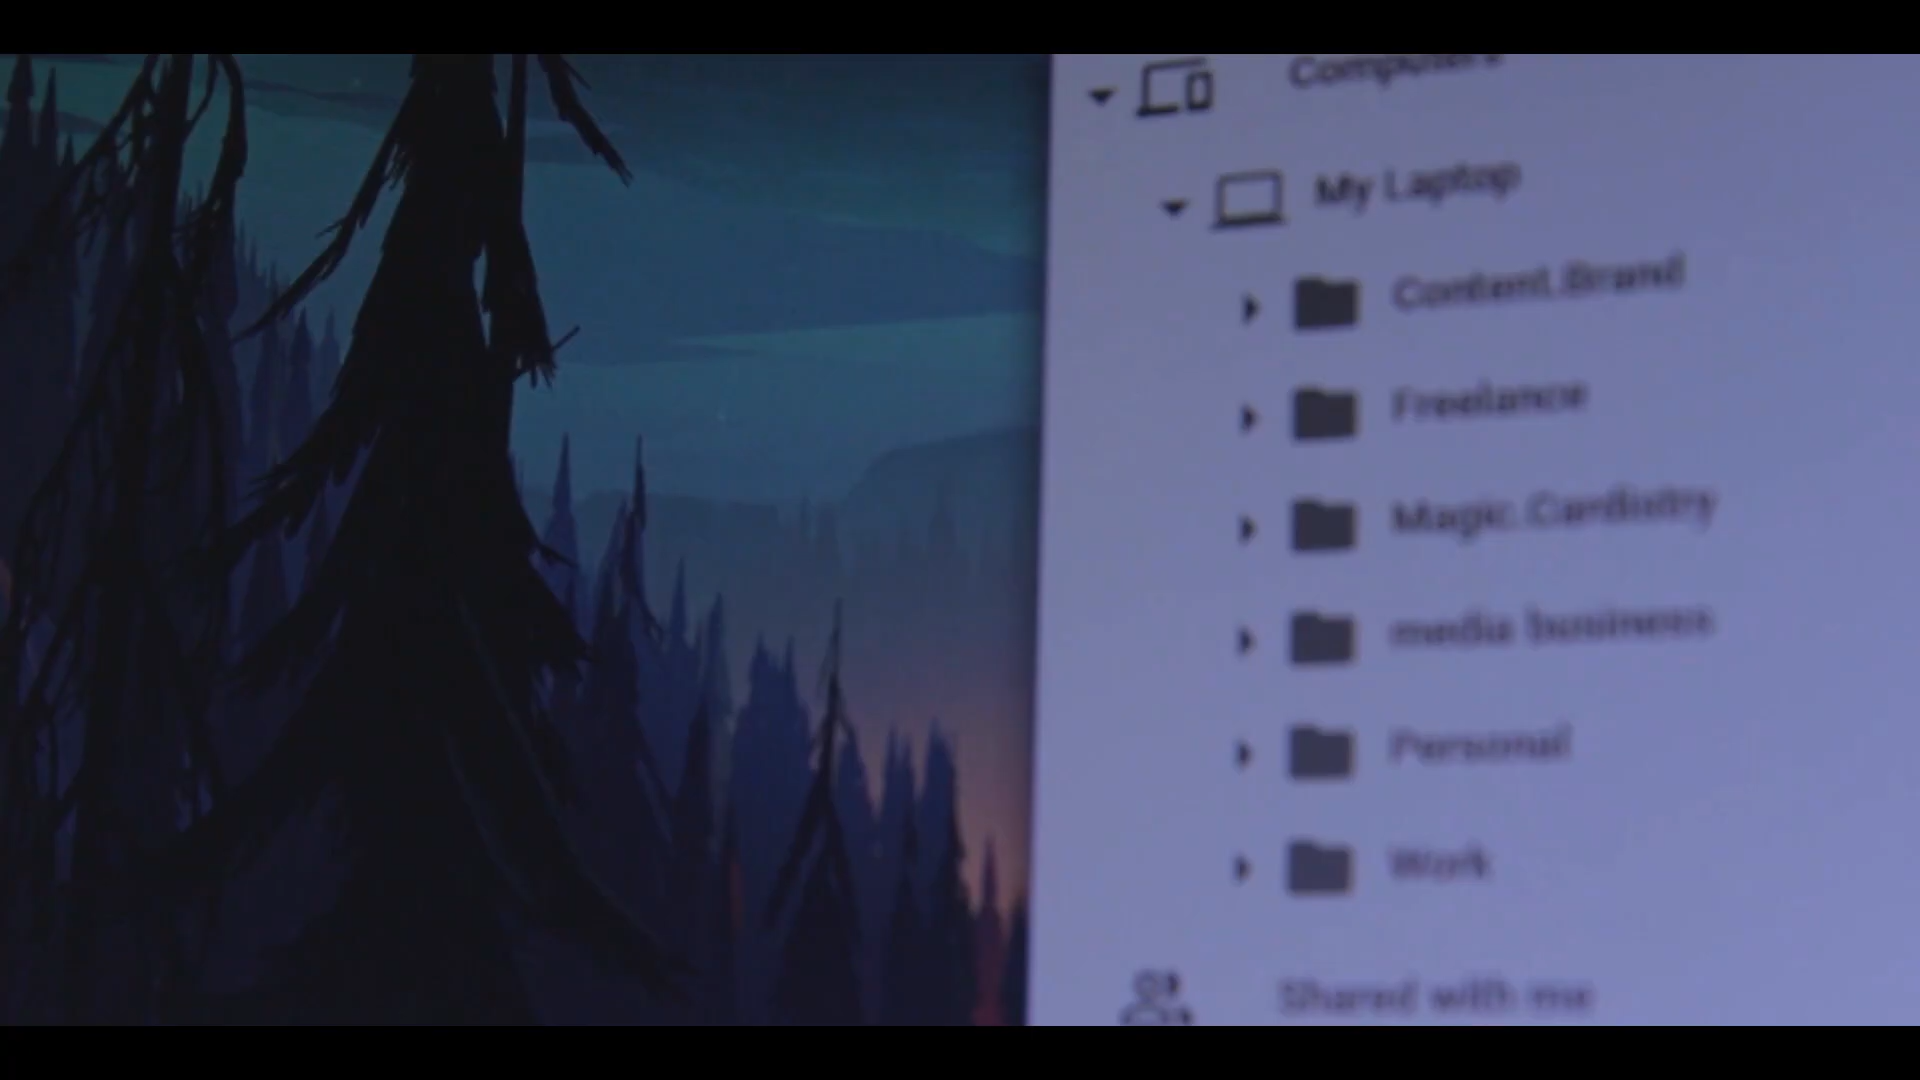 Computers
My Laptop
Content.Brand
Freelance
Magic.Cardistry
media business
Personal
Work
Shared with me